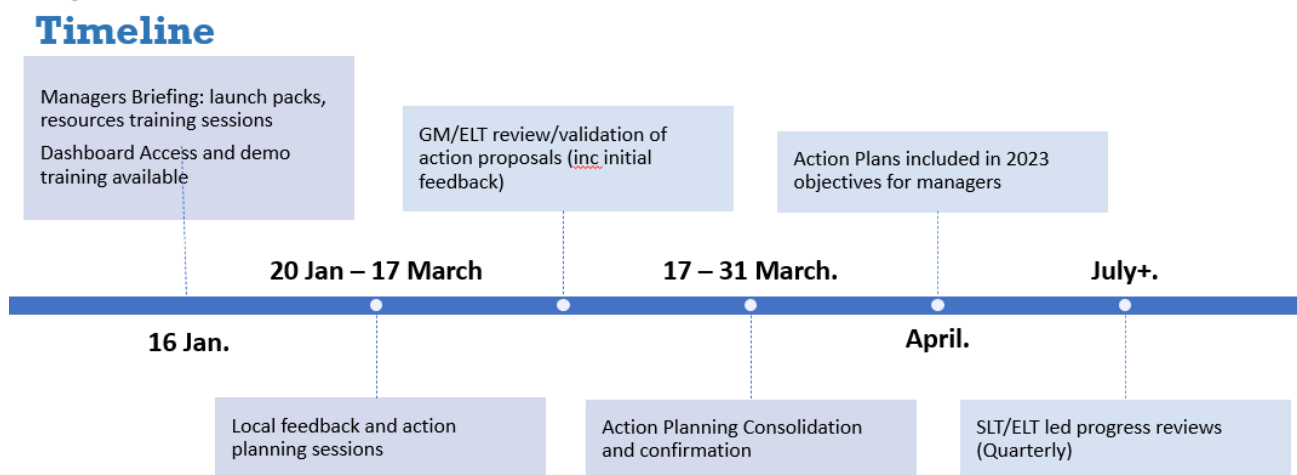 Timeline
Managers Briefing: launch packs,
resources training sessions
Dashboard Access and demo
training available
GM/ELT review/validation of
action proposals (inc initial
feedback)
Action Plans included in 2023
objectives for managers
20 Jan – 17 March
17 – 31 March.
July+.
16 Jan.
April.
Local feedback and action
planning sessions
Action Planning Consolidation
and confirmation
SLT/ELT led progress reviews
(Quarterly)